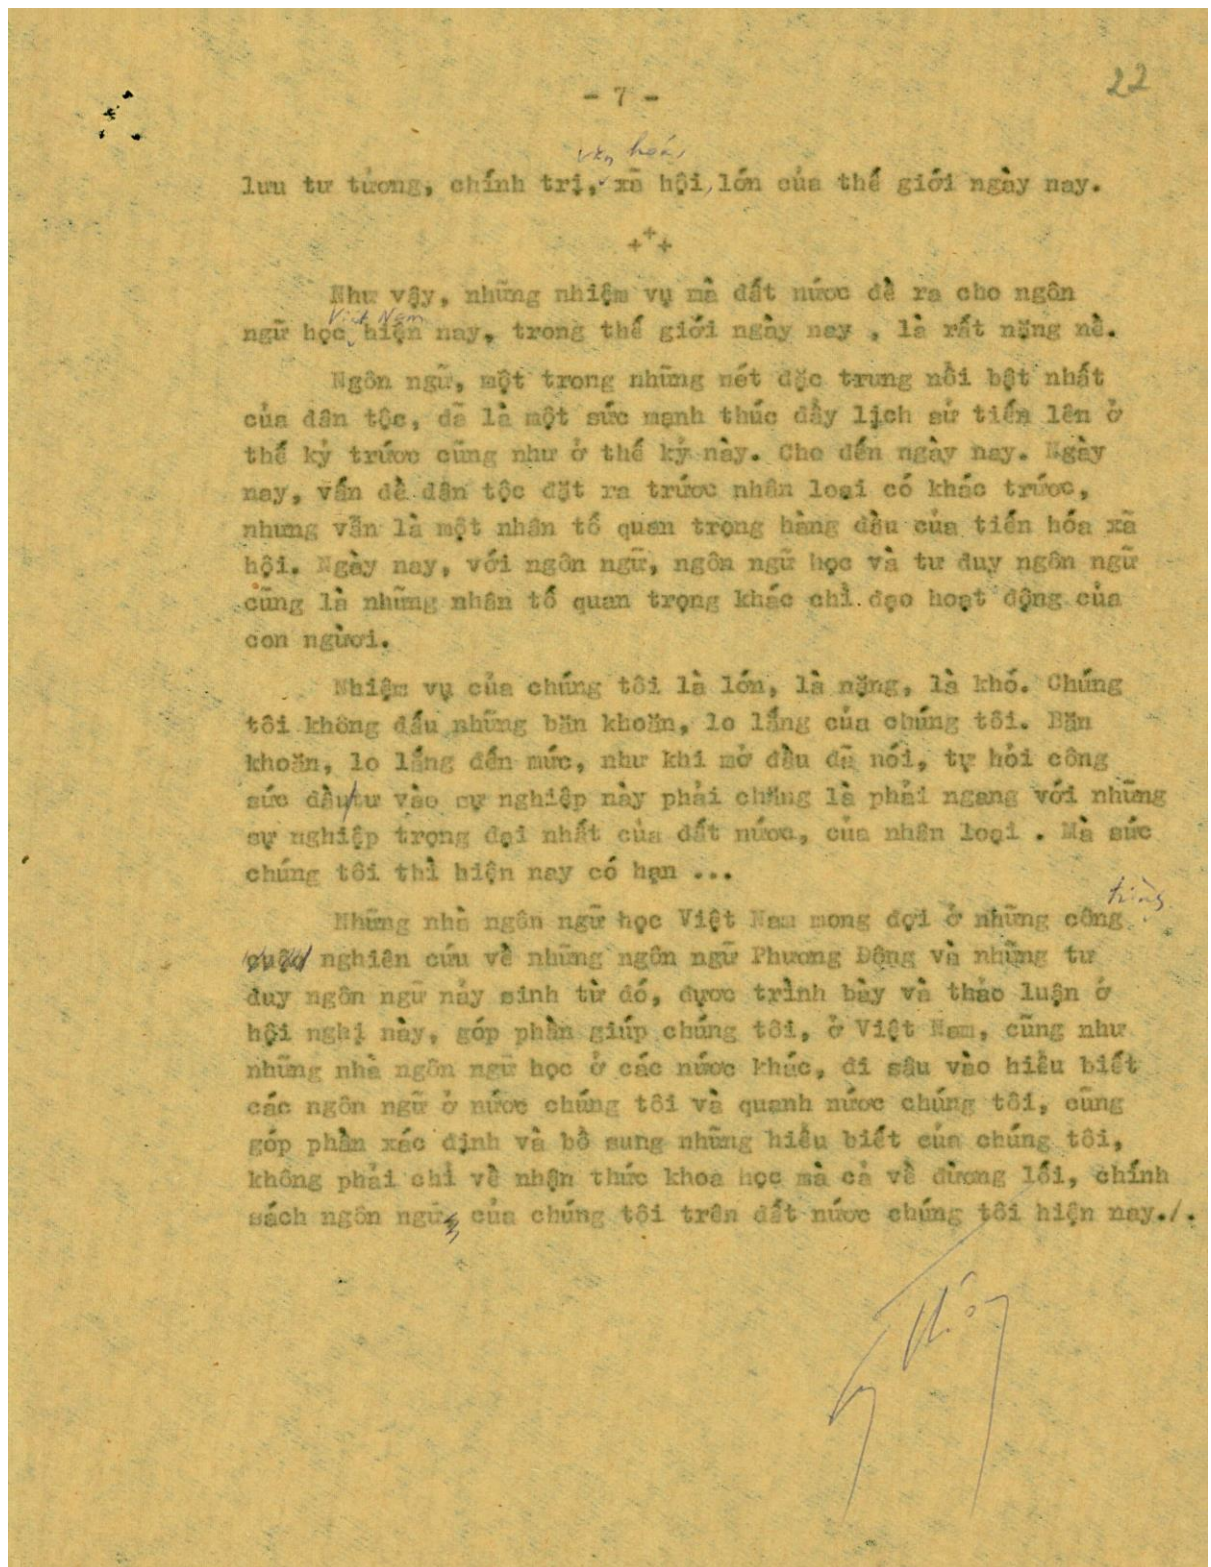 - 7 -
22
văn hoá,
lưu tư tưởng, chính trị, xã hội, lớn của thế giới ngày nay.
+++
Như vậy, những nhiệm vụ mà đất nước đề ra cho ngôn
Việt Nam
ngữ học hiện nay, trong thế giới ngày nay , là rất nặng nề.
Ngôn ngữ, một trong những nét đặc trưng nổi bật nhất
của dân tộc, đã là một sức mạnh thúc đẩy lịch sử tiến lên ở
thế kỷ trước cũng như ở thế kỷ này. Cho đến ngày nay. Ngày
nay, vấn đề dân tộc đặt ra trước nhân loại có khác trước,
nhưng vẫn là một nhân tố quan trọng hàng đầu của tiến hóa xã
hội. Ngày nay, với ngôn ngữ, ngôn ngữ học và tư duy ngôn ngữ
cũng là những nhân tố quan trọng khác chỉ đạo hoạt động của
con người.
Nhiệm vụ của chúng tôi là lớn, là nặng, là khó. Chúng
tôi không dấu những băn khoăn, lo lắng của chúng tôi. Băn
khoăn, lo lắng đến mức, như khi mở đầu đã nói, tự hỏi công
sức đầu/tư vào sự nghiệp này phải chăng là phải ngang với những
sự nghiệp trọng đại nhất của đất nước, của nhân loại . Mà sức
chúng tôi thì hiện nay có hạn ...
trình
Những nhà ngôn ngữ học Việt Nam mong đợi ở những công
cuộc nghiên cứu về những ngôn ngữ Phương Đông và những tư
duy ngôn ngữ nảy sinh từ đó, được trình bày và thảo luận ở
hội nghị này, góp phần giúp chúng tôi, ở Việt Nam, cũng như
những nhà ngôn ngữ học ở các nước khác, đi sâu vào hiểu biết
các ngôn ngữ ở nước chúng tôi và quanh nước chúng tôi, cũng
góp phần xác định và bổ sung những hiểu biết của chúng tôi,
không phải chỉ về nhận thức khoa học mà cả về đường lối, chính
sách ngôn ngữ của chúng tôi trên đất nước chúng tôi hiện nay./.